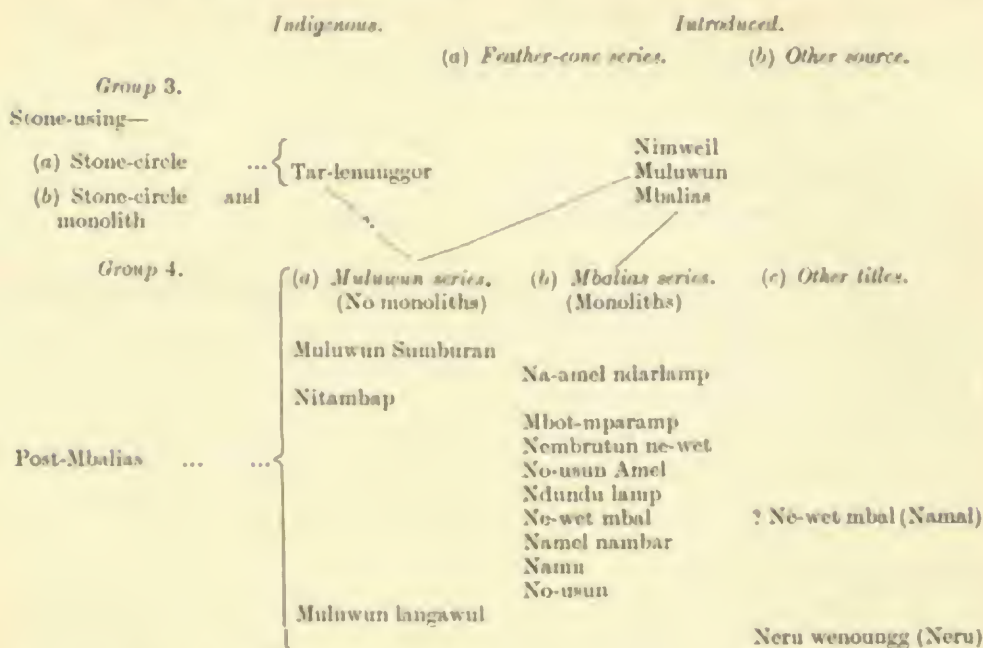 Indigenous. Introduced.
(a) Feather-cone series. (b) Other source.
Group 3.
Stone-using—
(a) Stone-circle ... { Tar-lenunggor
(b) Stone-circle and monolith
Nimweil
Muluwun
Mbalias
?
Group 4. (a) Muluwun series. (b) Mbalias series. (c) Other titles.
(No monoliths) (Monoliths)
Muluwun Sumburan
Na-amel ndarlamp
Nitambap
Mbot-mparamp
Nembrutun ne-wet
Post-Mbalias ... ... No-usun Amel
Ndundu lamp
Ne-wet mbal ? Ne-wet mbal (Namal)
Namel nambar
Namu
No-usun
Muluwun langawul
Neru wenoungg (Neru)